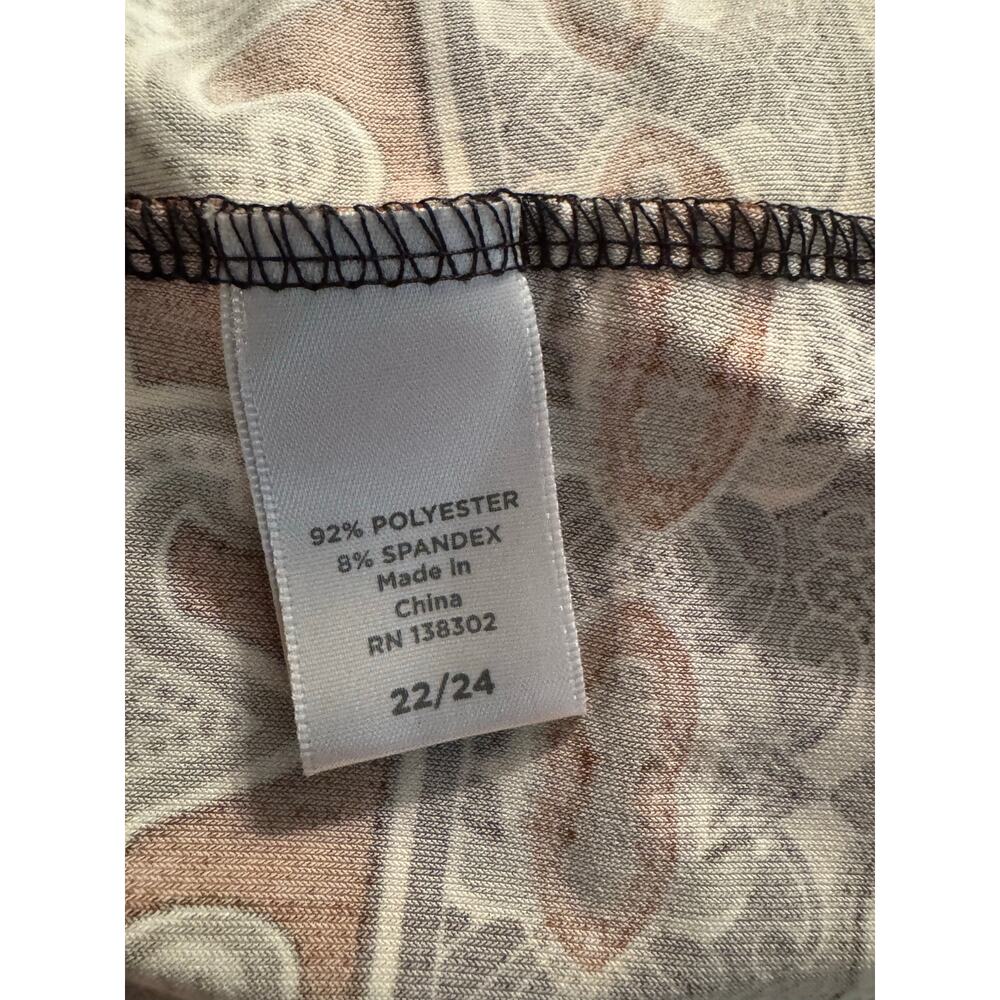 92% POLYESTER
8% SPANDEX
Made in
China
RN 138302
22/24